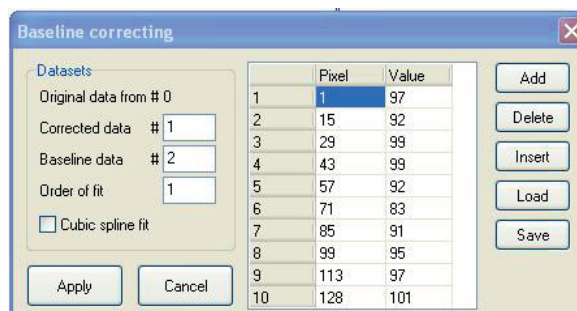 Baseline correcting
Datasets
Original data from # 0
Corrected data # 1
Baseline data # 2
Order of fit 1
Cubic spline fit
Apply Cancel
Pixel Value
1 1 97
2 15 92
3 29 99
4 43 99
5 57 92
6 71 83
7 85 91
8 99 95
9 113 97
10 128 101
Add
Delete
Insert
Load
Save